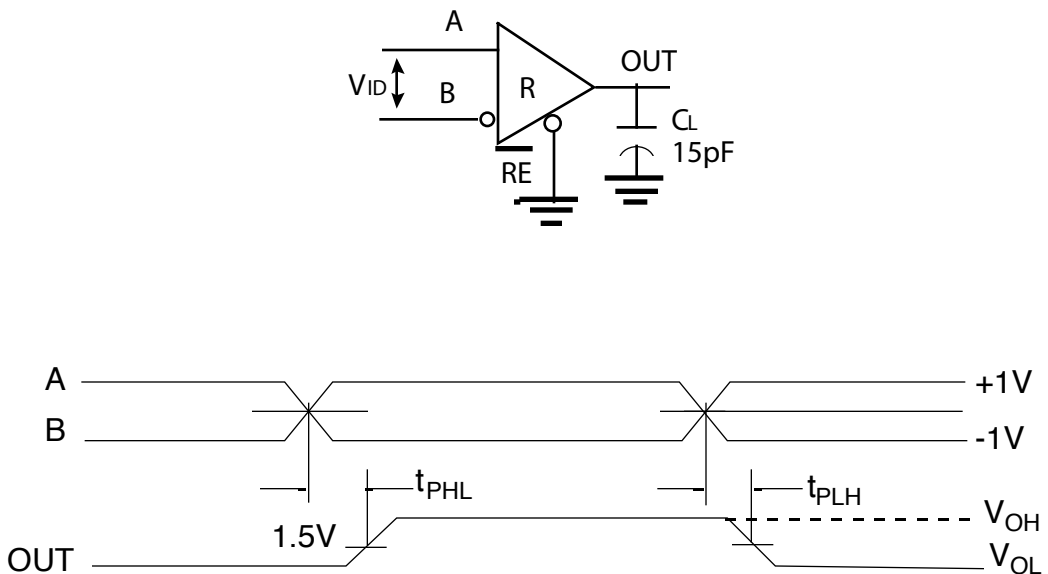 A
OUT
VID
B
R
CL
15pF
RE
A
+1V
B
-1V
tPHL
tPLH
1.5V
VOH
OUT
VOL